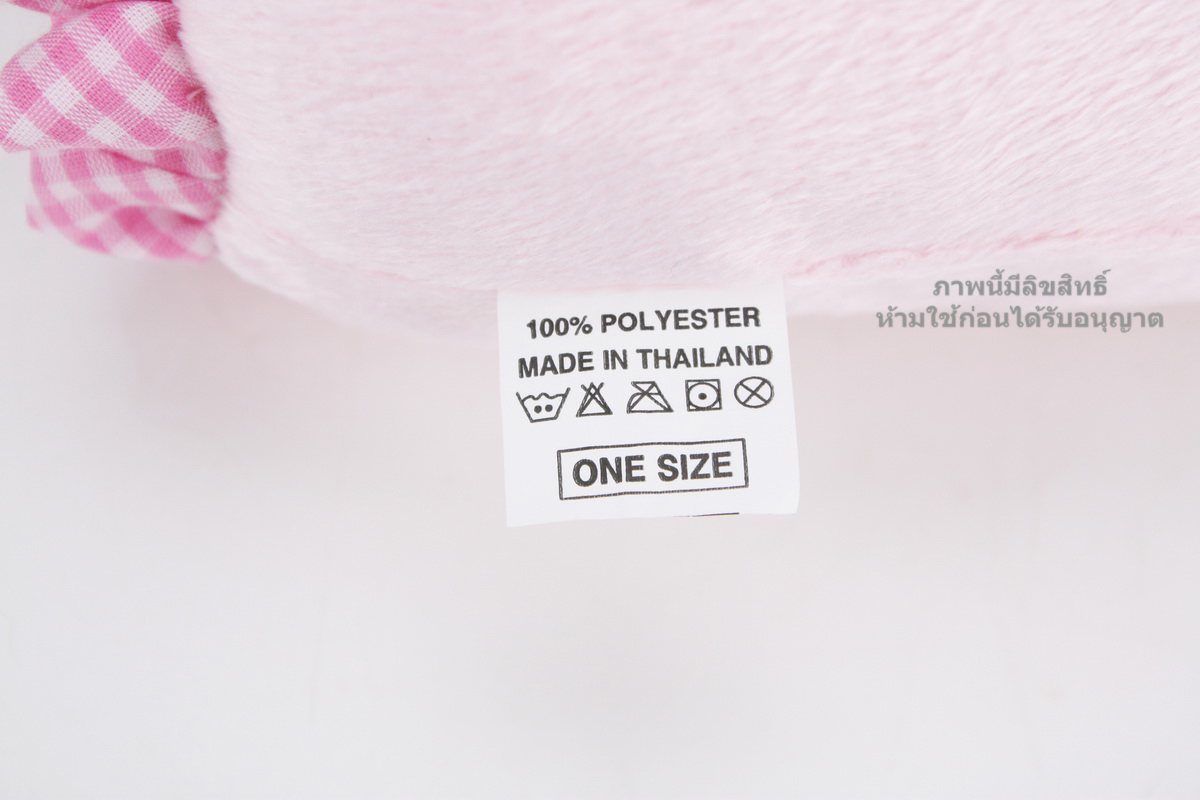 100% POLYESTER
MADE IN THAILAND
ONE SIZE
ภาพนี้มีลิขสิทธิ์
ห้ามใช้ก่อนได้รับอนุญาต